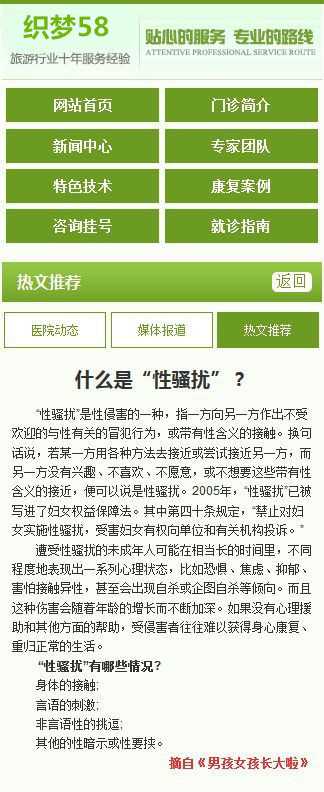 织梦58
旅游行业十年服务经验
贴心的服务 专业的路线
ATTENTIVE PROFESSIONAL SERVICE ROUTE
网站首页
门诊简介
新闻中心
专家团队
特色技术
康复案例
咨询挂号
就诊指南
热文推荐
返回
医院动态
媒体报道
热文推荐
什么是“性骚扰”？
“性骚扰”是性侵害的一种，指一方向另一方作出不受
欢迎的与性有关的冒犯行为，或带有性含义的接触。换句
话说，若某一方用各种方法去接近或尝试接近另一方，而
另一方没有兴趣、不喜欢、不愿意，或不想要这些带有性
含义的接近，便可以说是性骚扰。2005年，“性骚扰”已被
写进了妇女权益保障法。其中第四十条规定，“禁止对妇
女实施性骚扰，受害妇女有权向单位和有关机构投诉。”
遭受性骚扰的未成年人可能在相当长的时间里，不同
程度地表现出一系列心理状态，比如恐惧、焦虑、抑郁、
害怕接触异性，甚至会出现自杀或企图自杀等倾向。而且
这种伤害会随着年龄的增长而不断加深。如果没有心理援
助和其他方面的帮助，受侵害者往往难以获得身心康复、
重归正常的生活。
“性骚扰”有哪些情况？
身体的接触;
言语的刺激;
非言语性的挑逗;
其他的性暗示或性要挟。
摘自《男孩女孩长大啦》